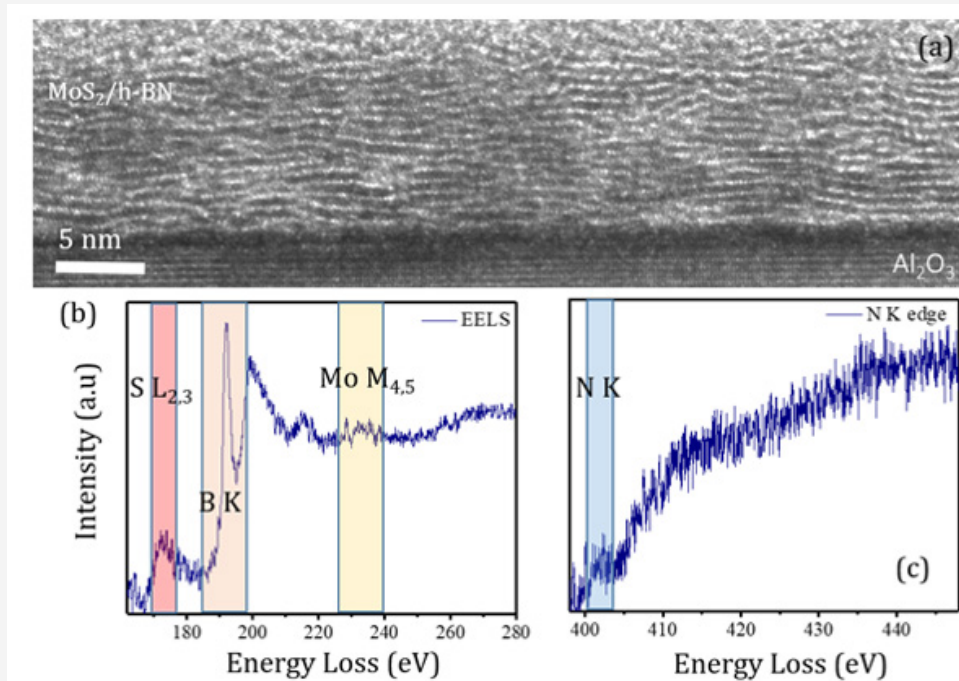 (a)
MoS₂/h-BN
5 nm
Al₂O₃
(b)
EELS
S L₂,₃
Mo M₄,₅
B K
Intensity (a.u)
180 200 220 240 260 280
Energy Loss (eV)
N K edge
N K
(c)
400 410 420 430 440
Energy Loss (eV)